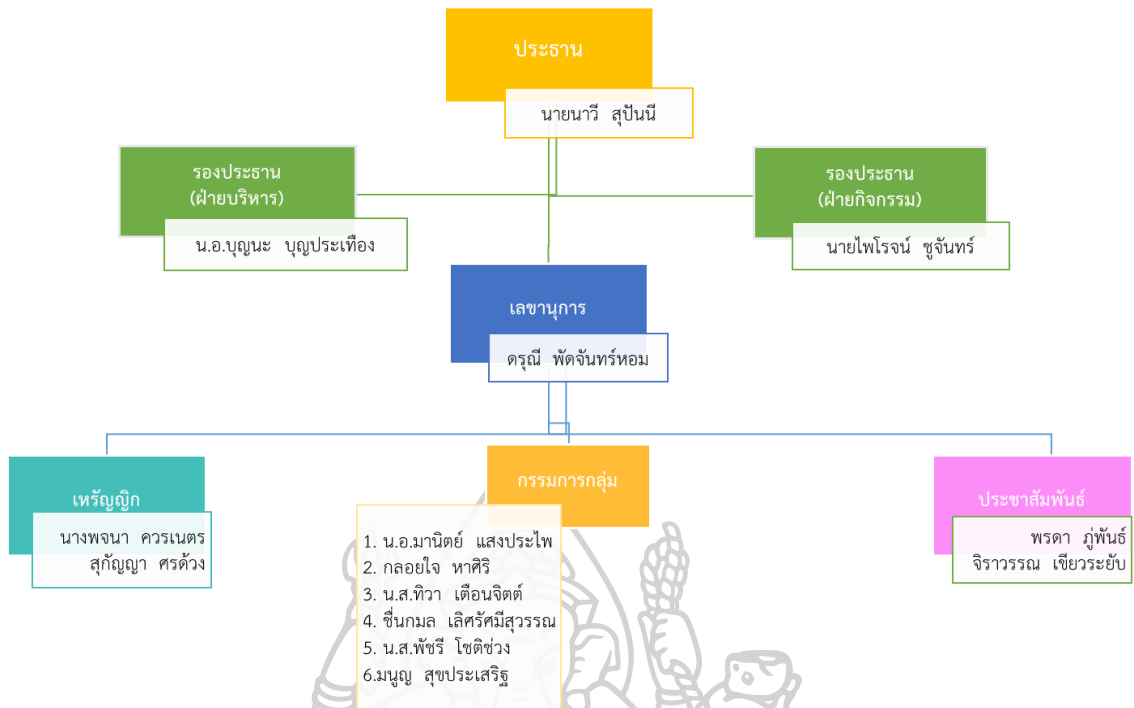 ประธาน
นายนาวี สุปันนี
รองประธาน
(ฝ่ายบริหาร)
น.อ.บุญนะ บุญประเทือง
รองประธาน
(ฝ่ายกิจกรรม)
นายไพโรจน์ ชูจันทร์
เลขานุการ
ดรุณี พัดจันทร์หอม
เหรัญญิก
นางพจนา ควรเนตร
สุกัญญา ศรด้วง
กรรมการกลุ่ม
1. น.อ.มานิตย์ แสงประไพ
2. กลอยใจ หาศิริ
3. น.ส.ทิวา เตือนจิตต์
4. ชื่นกมล เลิศรัศมีสุวรรณ
5. น.ส.พัชรี โชติช่วง
6.มนูญ สุขประเสริฐ
ประชาสัมพันธ์
พรดา ภู่พันธ์
จิราวรรณ เขียวระยับ